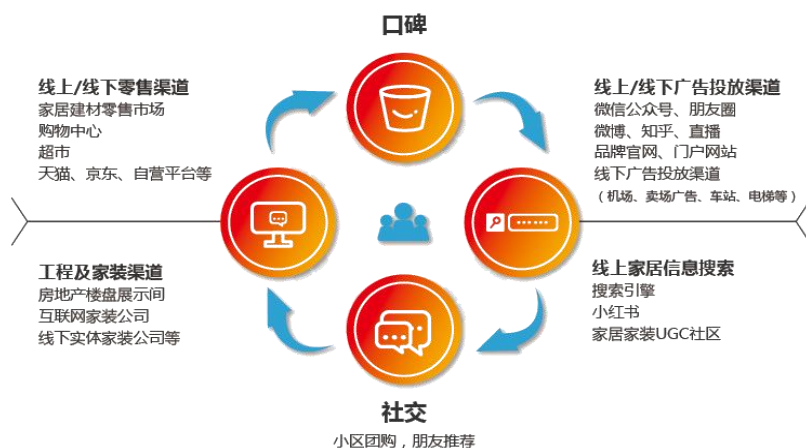 口碑
线上/线下零售渠道
家居建材零售市场
购物中心
超市
天猫、京东、自营平台等
线上/线下广告投放渠道
微信公众号、朋友圈
微博、知乎、直播
品牌官网、门户网站
线下广告投放渠道
（机场、卖场广告、车站、电梯等）
工程及家装渠道
房地产楼盘展示间
互联网家装公司
线下实体家装公司等
线上家居信息搜索
搜索引擎
小红书
家居家装UGC社区
社交
小区团购，朋友推荐